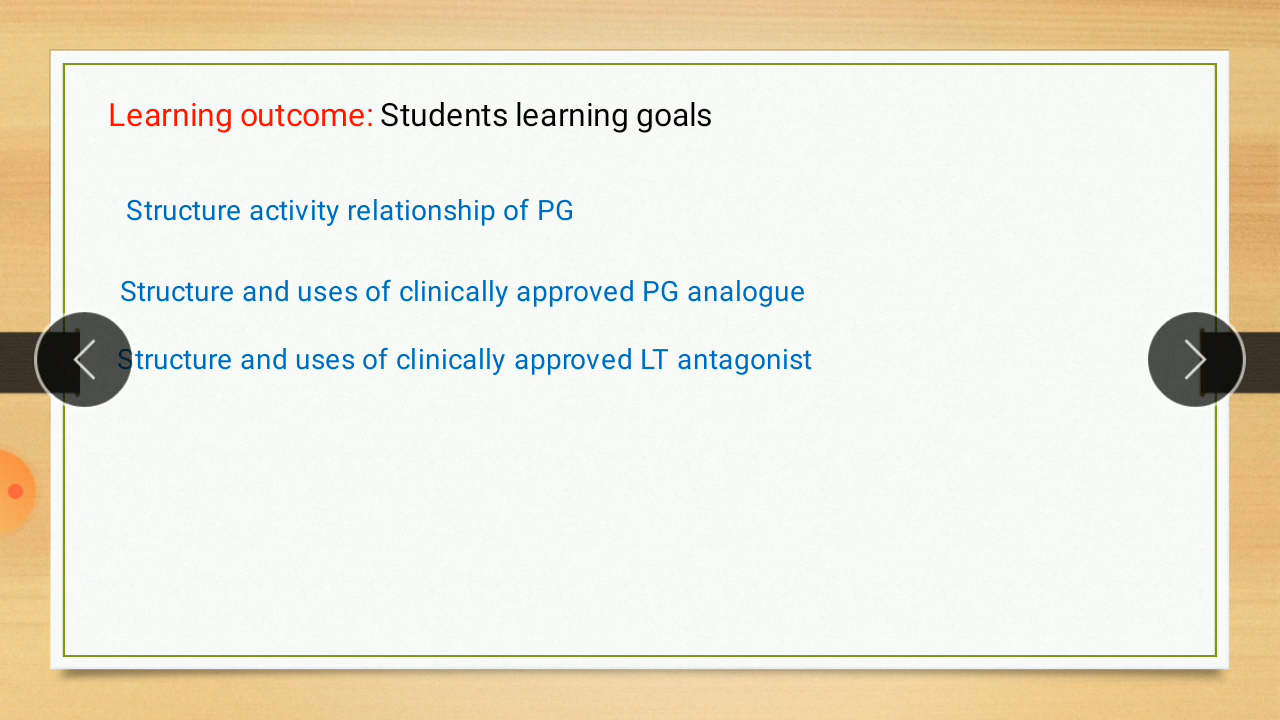 Learning outcome: Students learning goals
Structure activity relationship of PG
Structure and uses of clinically approved PG analogue
Structure and uses of clinically approved LT antagonist